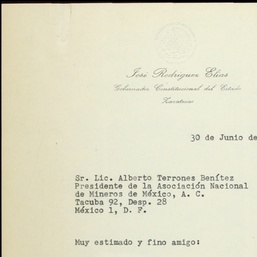 José Rodríguez Elías
Gobernador Constitucional del Estado
Zacatecas
30 de Junio de
Sr. Lic. Alberto Terrones Benítez
Presidente de la Asociación Nacional
de Mineros de México, A. C.
Tacuba 92, Desp. 28
México 1, D. F.
Muy estimado y fino amigo: